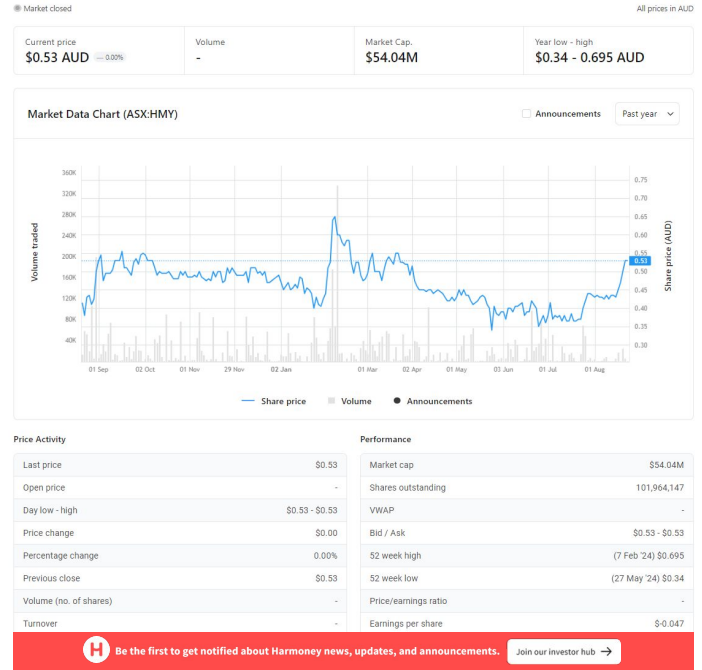 Market closed
All prices in AUD
Current price
$0.53 AUD — 0.00%
Volume
-
Market Cap.
$54.04M
Year low - high
$0.34 - 0.695 AUD
Market Data Chart (ASX:HMY)
Announcements
Past year
360K
320K
280K
240K
200K
160K
120K
80K
40K
Volume traded
0.75
0.70
0.65
0.60
0.55
0.53
0.50
0.45
0.40
0.35
0.30
Share price (AUD)
01 Sep
02 Oct
01 Nov
29 Nov
02 Jan
01 Mar
02 Apr
01 May
03 Jun
01 Jul
01 Aug
Share price
Volume
Announcements
Price Activity
Last price $0.53
Open price -
Day low - high $0.53 - $0.53
Price change $0.00
Percentage change 0.00%
Previous close $0.53
Volume (no. of shares) -
Turnover -
Performance
Market cap $54.04M
Shares outstanding 101,964,147
VWAP -
Bid / Ask $0.53 - $0.53
52 week high (7 Feb '24) $0.695
52 week low (27 May '24) $0.34
Price/earnings ratio -
Earnings per share $-0.047
H Be the first to get notified about Harmoney news, updates, and announcements.
Join our investor hub →